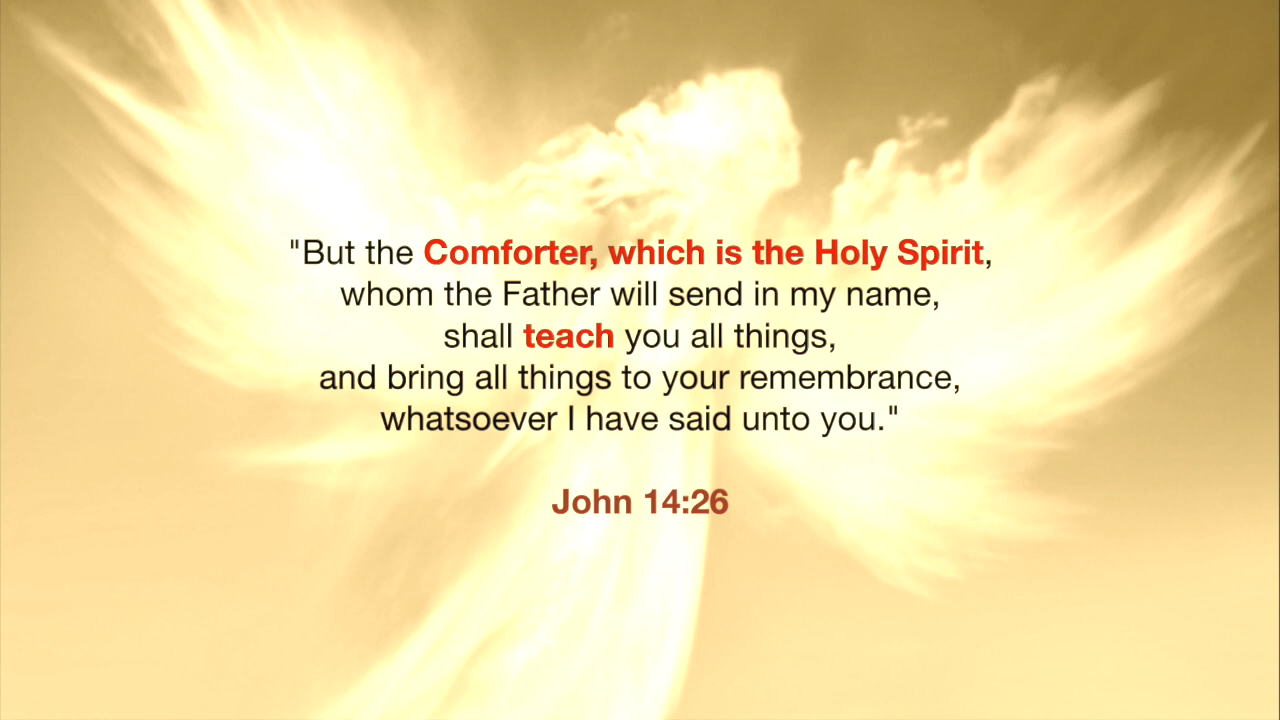 "But the Comforter, which is the Holy Spirit,
whom the Father will send in my name,
shall teach you all things,
and bring all things to your remembrance,
whatsoever I have said unto you."
John 14:26